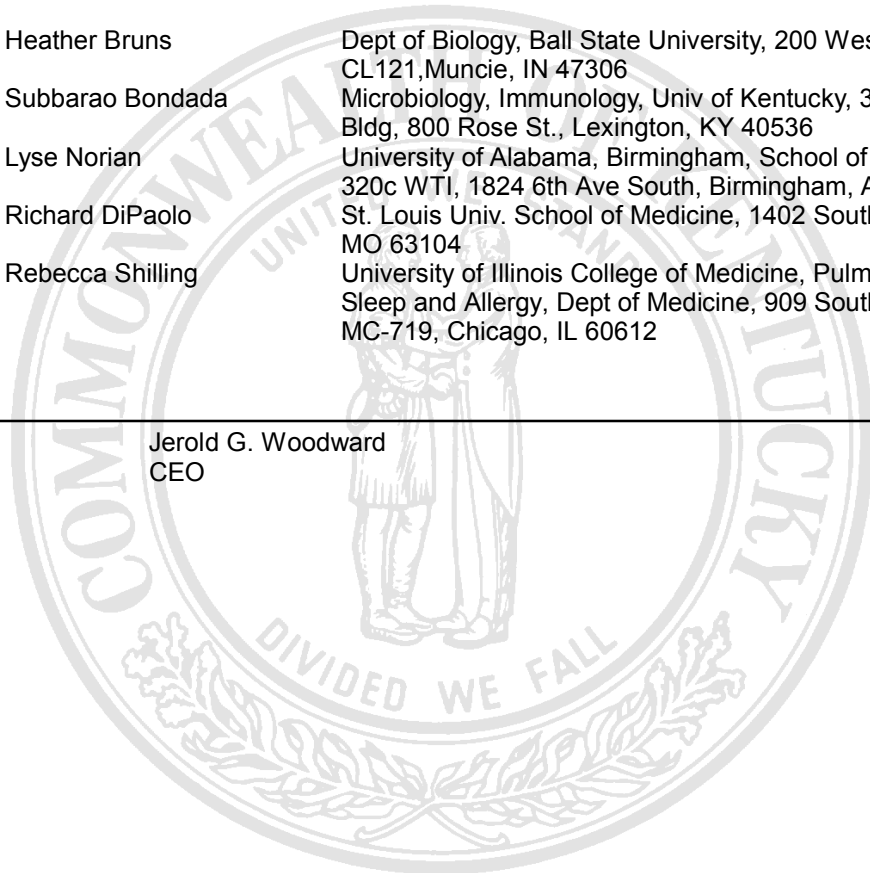 Heather Bruns Dept of Biology, Ball State University, 200 Wes
CL121,Muncie, IN 47306
Subbarao Bondada Microbiology, Immunology, Univ of Kentucky, 3
Bldg, 800 Rose St., Lexington, KY 40536
Lyse Norian University of Alabama, Birmingham, School of
320c WTI, 1824 6th Ave South, Birmingham, A
Richard DiPaolo St. Louis Univ. School of Medicine, 1402 South
MO 63104
Rebecca Shilling University of Illinois College of Medicine, Pulm
Sleep and Allergy, Dept of Medicine, 909 South
MC-719, Chicago, IL 60612
Jerold G. Woodward
CEO
COMMONWEALTH OF KENTUCKY
UNITED WE STAND
DIVIDED WE FALL